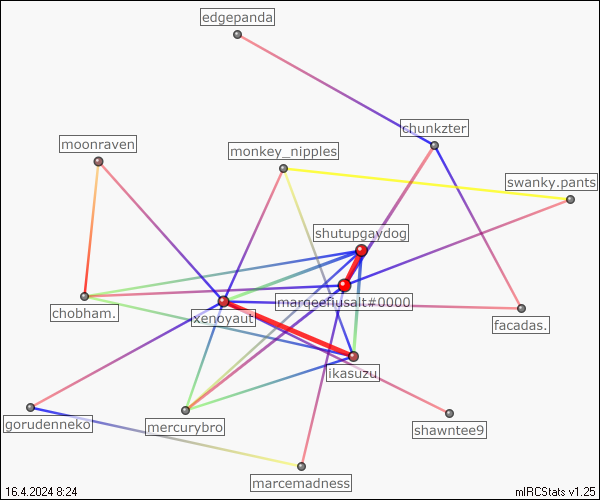 edgepanda
chunkzter
moonraven
monkey_nipples
swanky.pants
shutupgaydog
marqeefiusalt#0000
chobham.
xenoyaut
facadas.
ikasuzu
gorudenneko
mercurybro
shawntee9
marcemadness
16.4.2024 8:24
mIRCStats v1.25